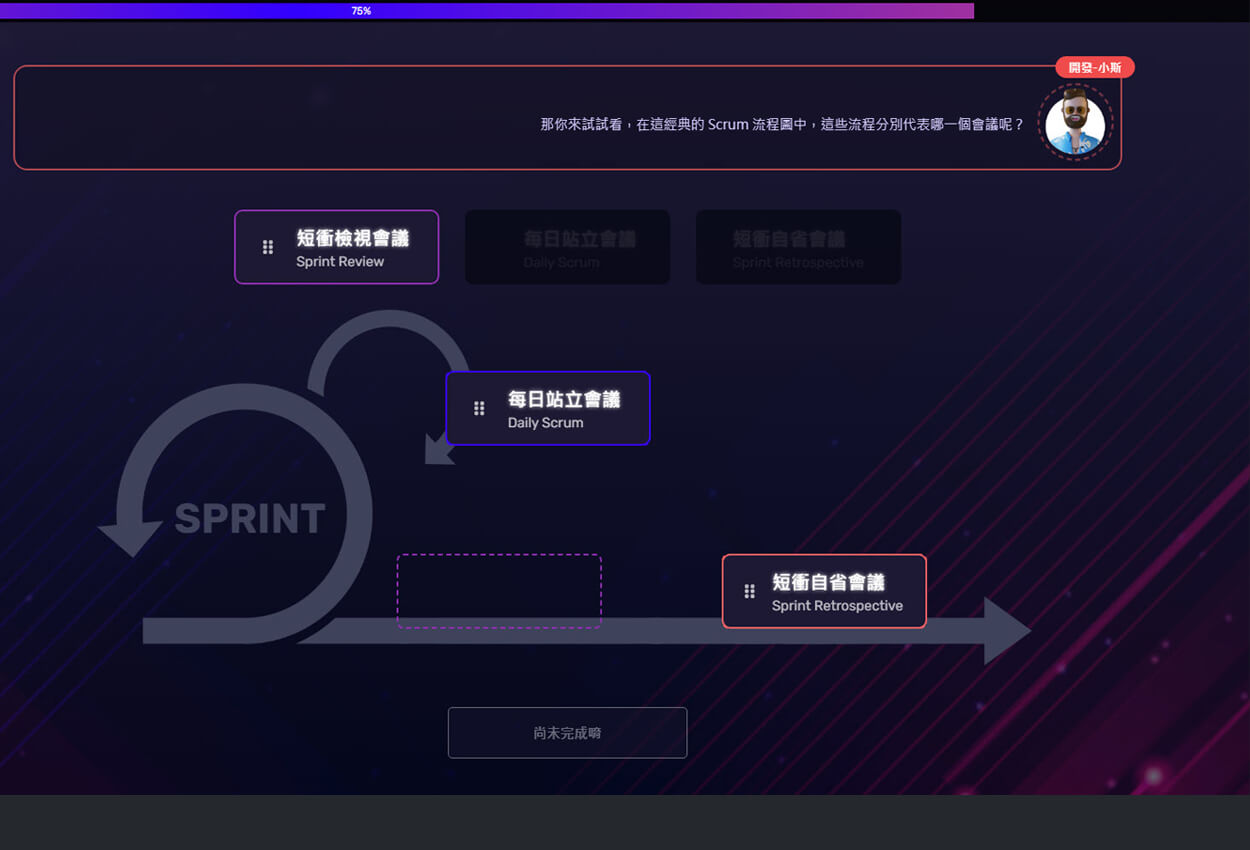 75%
開發-小斯
那你來試試看，在這經典的 Scrum 流程圖中，這些流程分別代表哪一個會議呢？
短衝檢視會議
Sprint Review
每日站立會議
Daily Scrum
短衝自省會議
Sprint Retrospective
每日站立會議
Daily Scrum
SPRINT
短衝自省會議
Sprint Retrospective
尚未完成唷